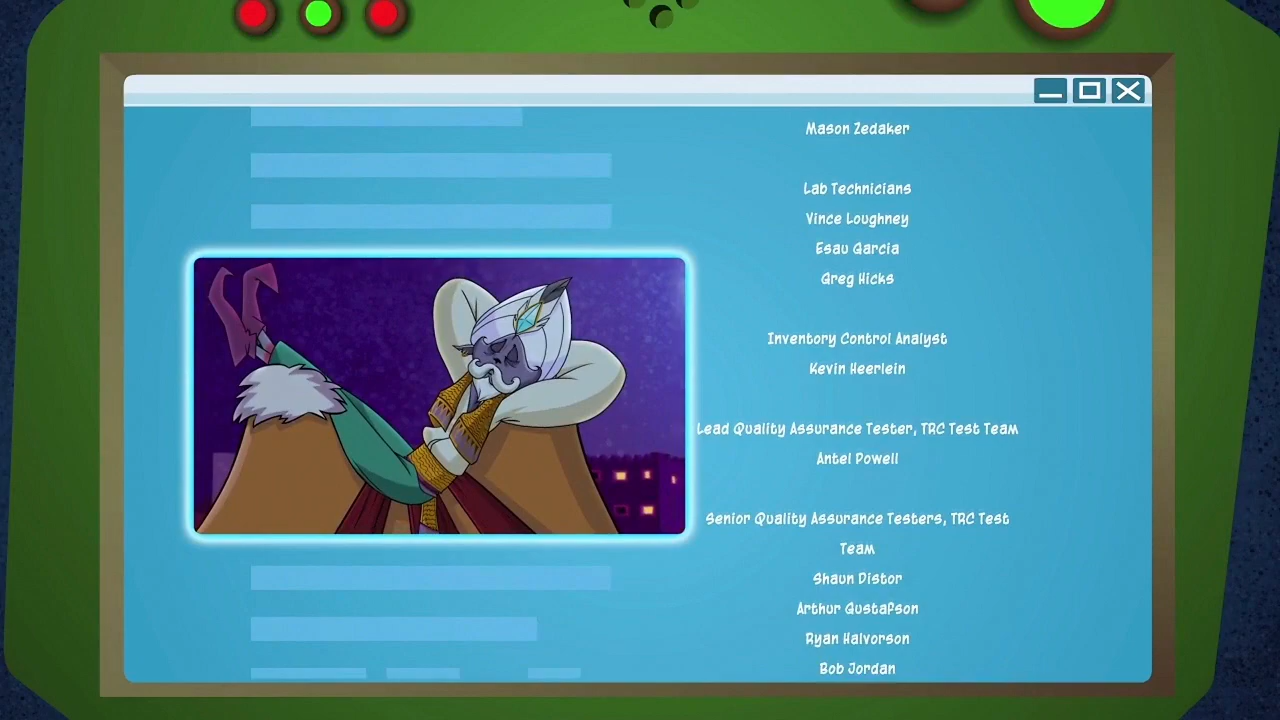 Mason Zedaker
Lab Technicians
Vince Loughney
Esau Garcia
Greg Hicks
Inventory Control Analyst
Kevin Heerlein
Lead Quality Assurance Tester, TRC Test Team
Antel Powell
Senior Quality Assurance Testers, TRC Test
Team
Shaun Distor
Arthur Gustafson
Ryan Halvorson
Bob Jordan